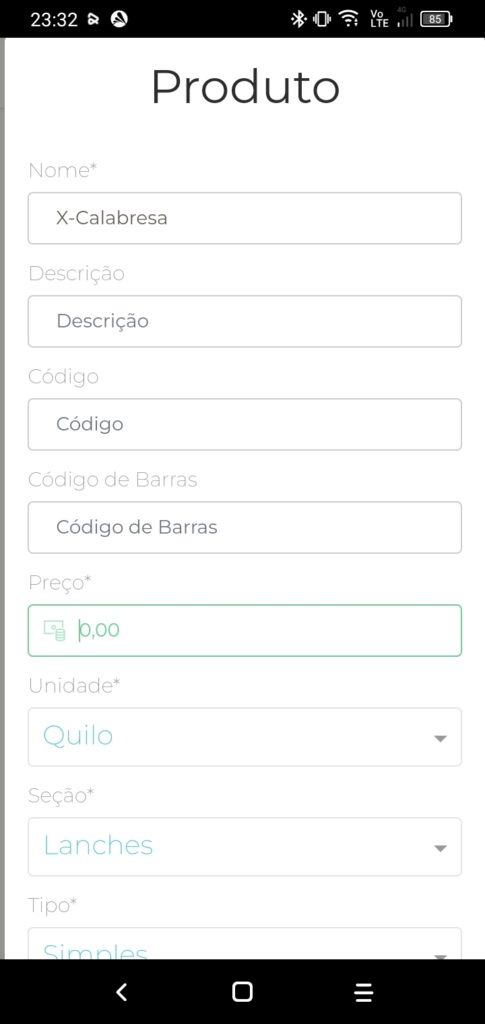 23:32
Vo
LTE
4G
85
Produto
Nome*
X-Calabresa
Descrição
Descrição
Código
Código
Código de Barras
Código de Barras
Preço*
0,00
Unidade*
Quilo
Seção*
Lanches
Tipo*
Simples